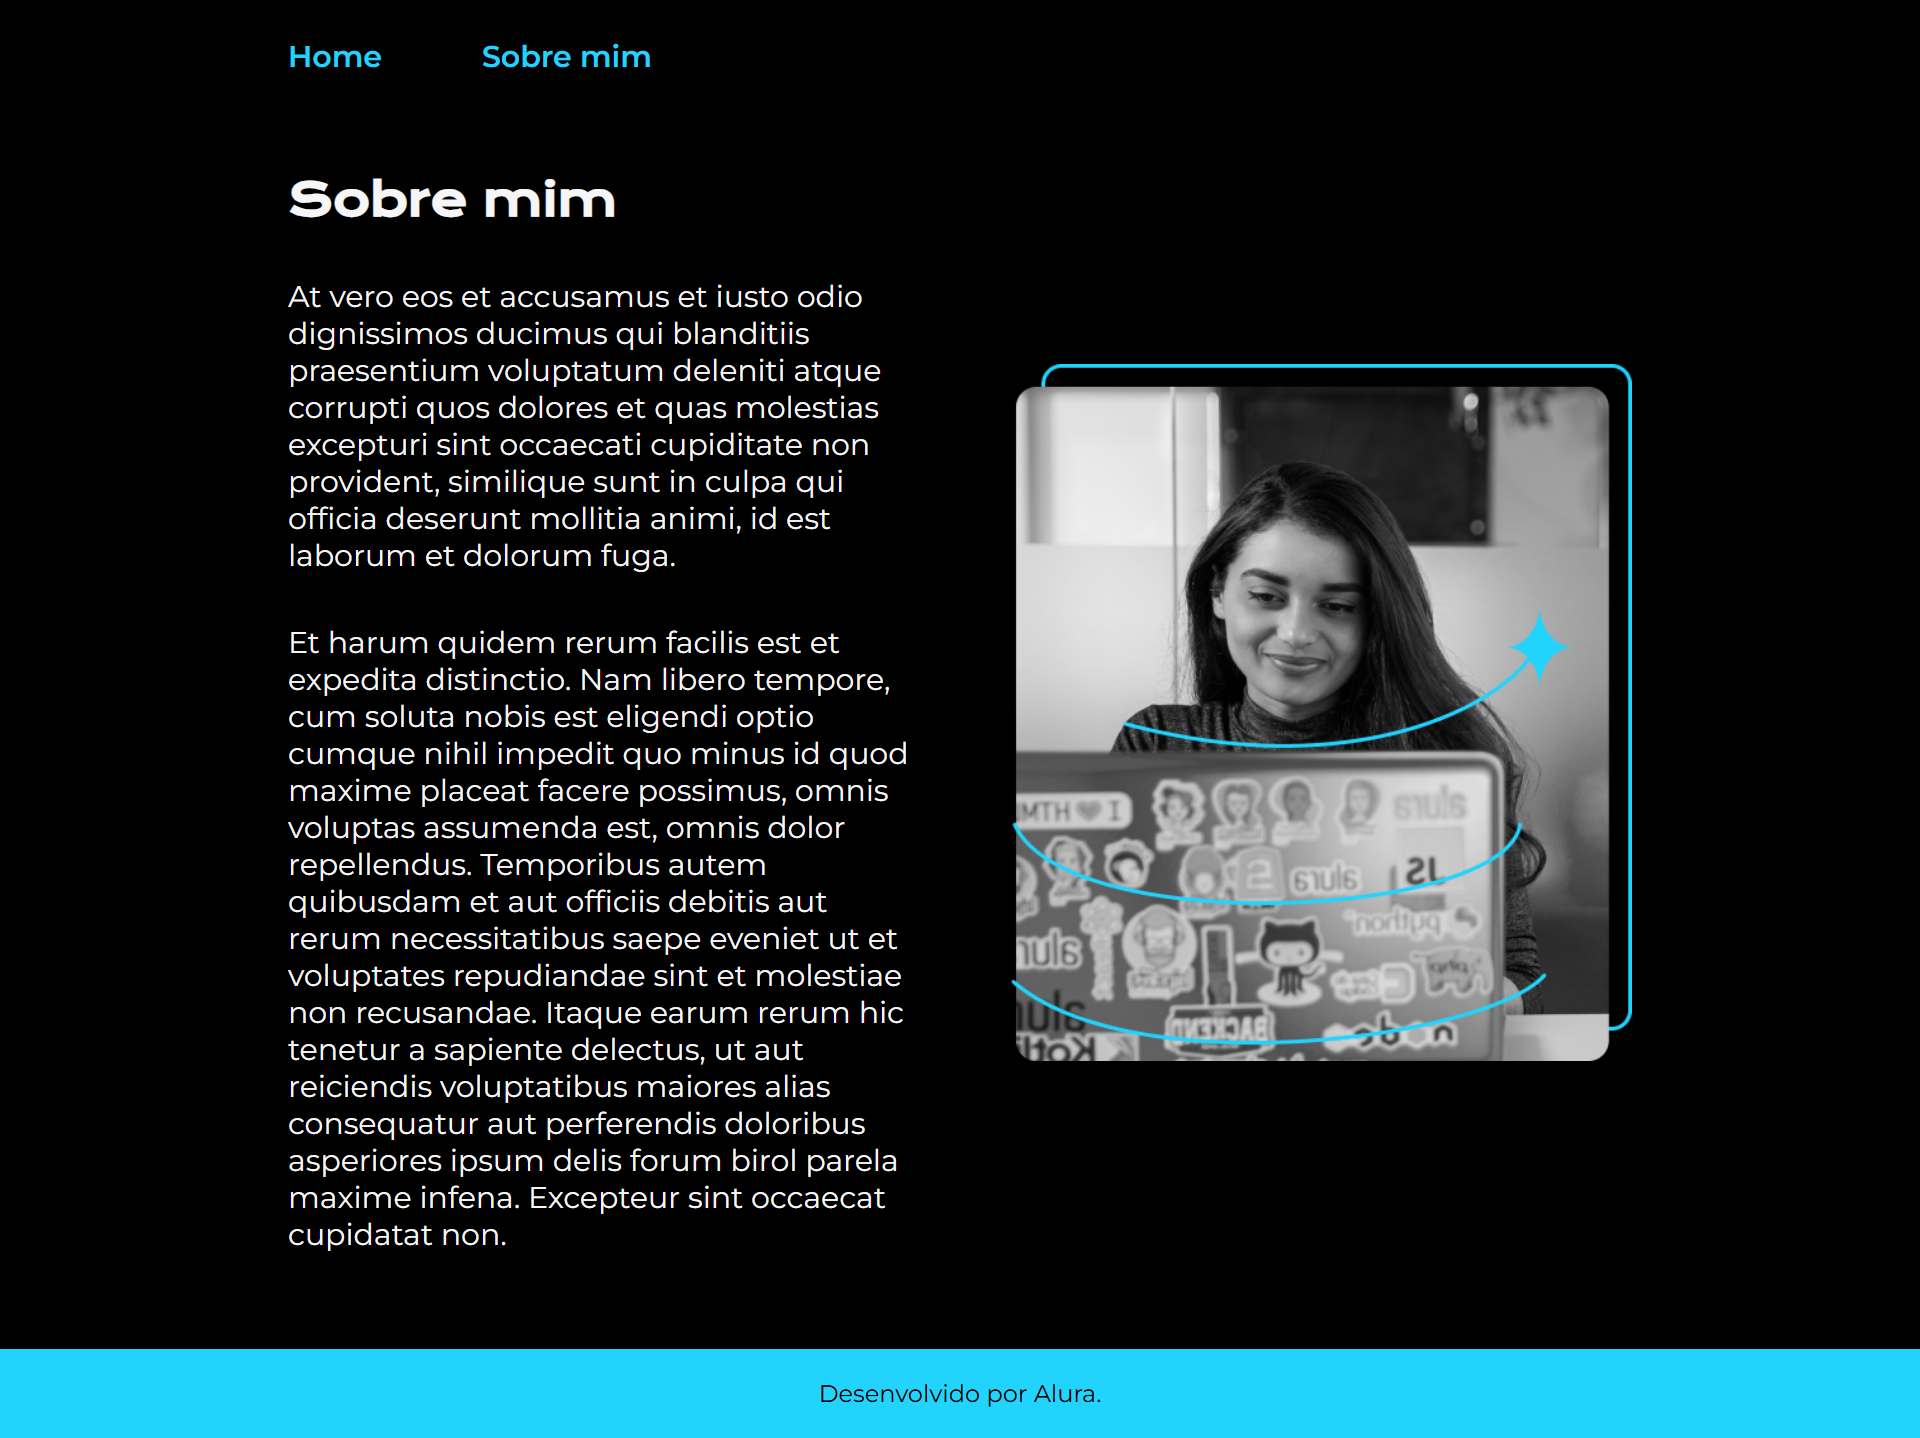 Home Sobre mim
Sobre mim
At vero eos et accusamus et iusto odio
dignissimos ducimus qui blanditiis
praesentium voluptatum deleniti atque
corrupti quos dolores et quas molestias
excepturi sint occaecati cupiditate non
provident, similique sunt in culpa qui
officia deserunt mollitia animi, id est
laborum et dolorum fuga.
Et harum quidem rerum facilis est et
expedita distinctio. Nam libero tempore,
cum soluta nobis est eligendi optio
cumque nihil impedit quo minus id quod
maxime placeat facere possimus, omnis
voluptas assumenda est, omnis dolor
repellendus. Temporibus autem
quibusdam et aut officiis debitis aut
rerum necessitatibus saepe eveniet ut et
voluptates repudiandae sint et molestiae
non recusandae. Itaque earum rerum hic
tenetur a sapiente delectus, ut aut
reiciendis voluptatibus maiores alias
consequatur aut perferendis doloribus
asperiores ipsum delis forum birol parela
maxime infena. Excepteur sint occaecat
cupidatat non.
I
alura
JS
alura
python
BACKEND
node
Desenvolvido por Alura.